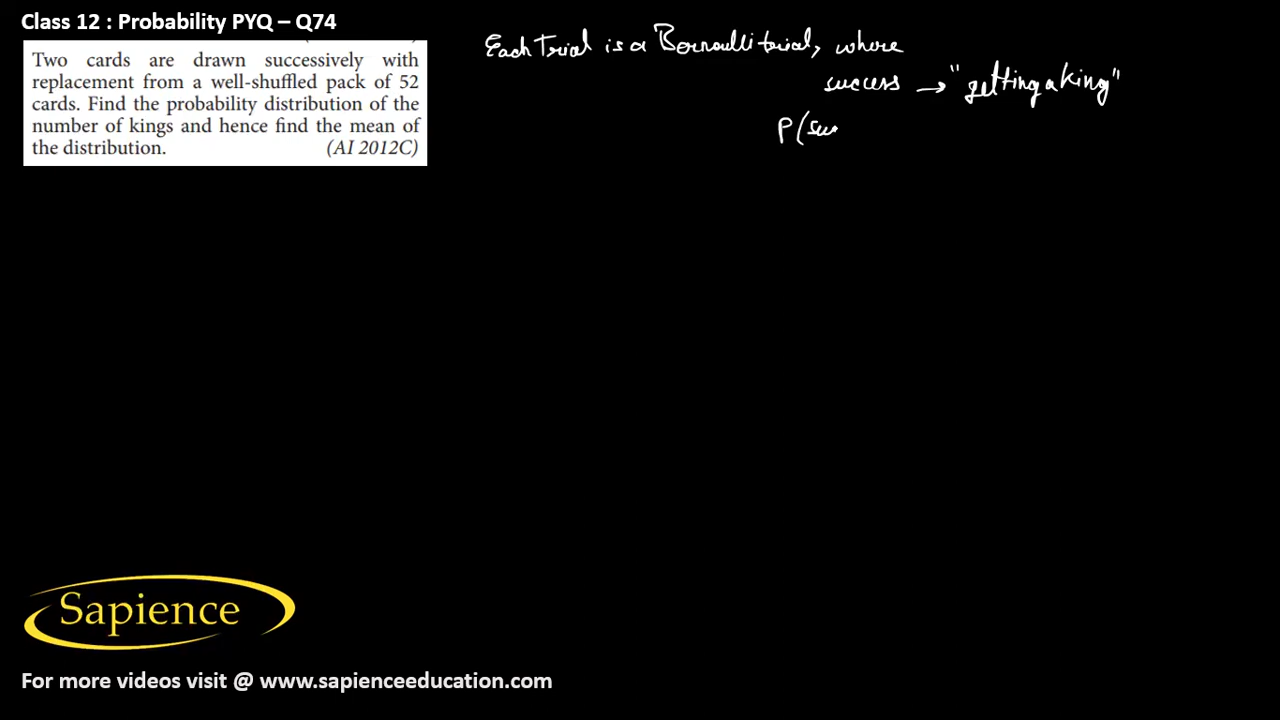 Class 12 : Probability PYQ – Q74
Two cards are drawn successively with
replacement from a well-shuffled pack of 52
cards. Find the probability distribution of the
number of kings and hence find the mean of
the distribution. (AI 2012C)
Each Trial is a Bernoulli trial, where
success → "getting a king"
P(suc
Sapience
For more videos visit @ www.sapienceeducation.com